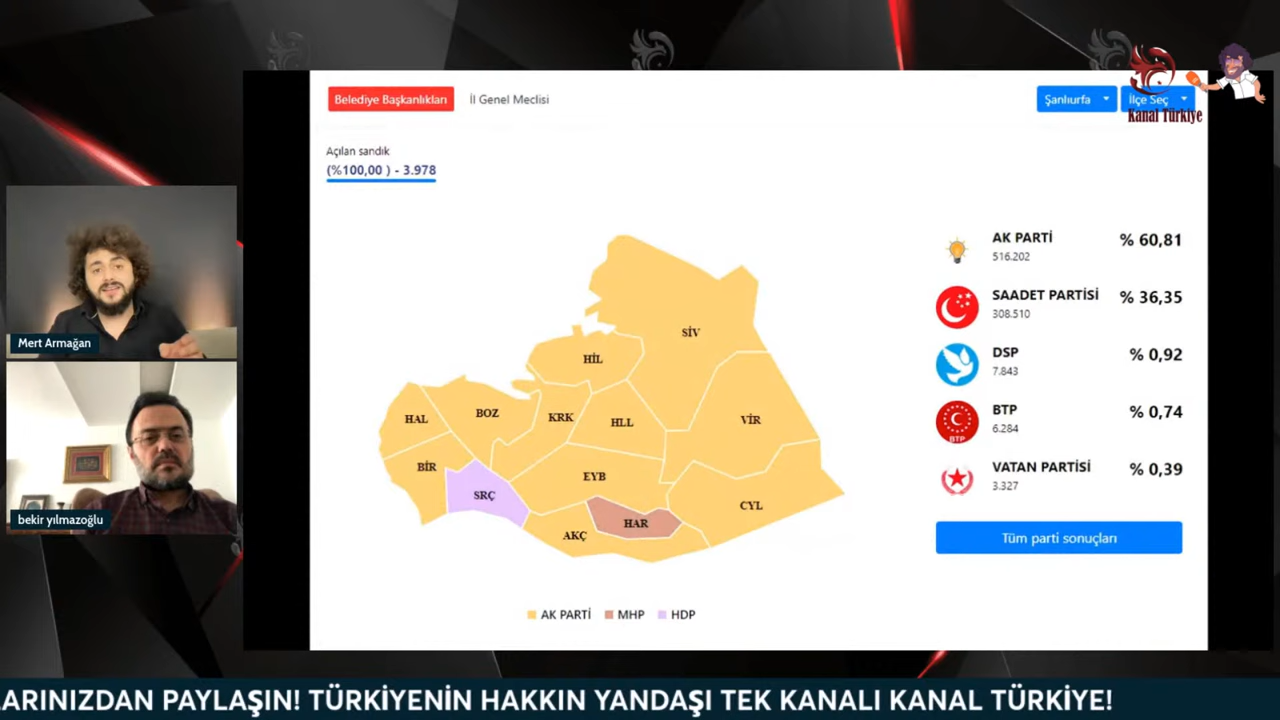 Belediye Başkanlıkları
İl Genel Meclisi
Şanlıurfa
İlçe Seç
Kanal Türkiye
Açılan sandık
(%100,00 ) - 3.978
SİV
HİL
HAL
BOZ
KRK
HLL
VİR
BİR
SRÇ
EYB
CYL
AKÇ
HAR
AK PARTİ
MHP
HDP
AK PARTİ % 60,81
516.202
SAADET PARTİSİ % 36,35
308.510
DSP % 0,92
7.843
BTP % 0,74
6.284
BTP
VATAN PARTİSİ % 0,39
3.327
Tüm parti sonuçları
Mert Armağan
bekir yılmazoğlu
ARINIZDAN PAYLAŞIN! TÜRKİYENİN HAKKIN YANDAŞI TEK KANALI KANAL TÜRKİYE!